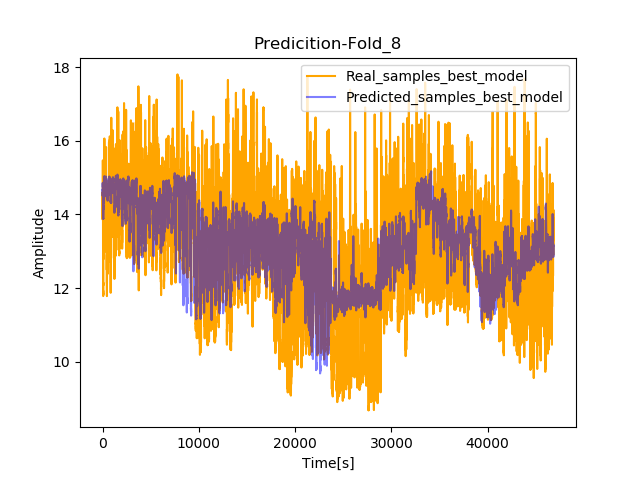 Predicition-Fold_8
Real_samples_best_model
Predicted_samples_best_model
18
16
14
12
10
Amplitude
0
10000
20000
30000
40000
Time[s]